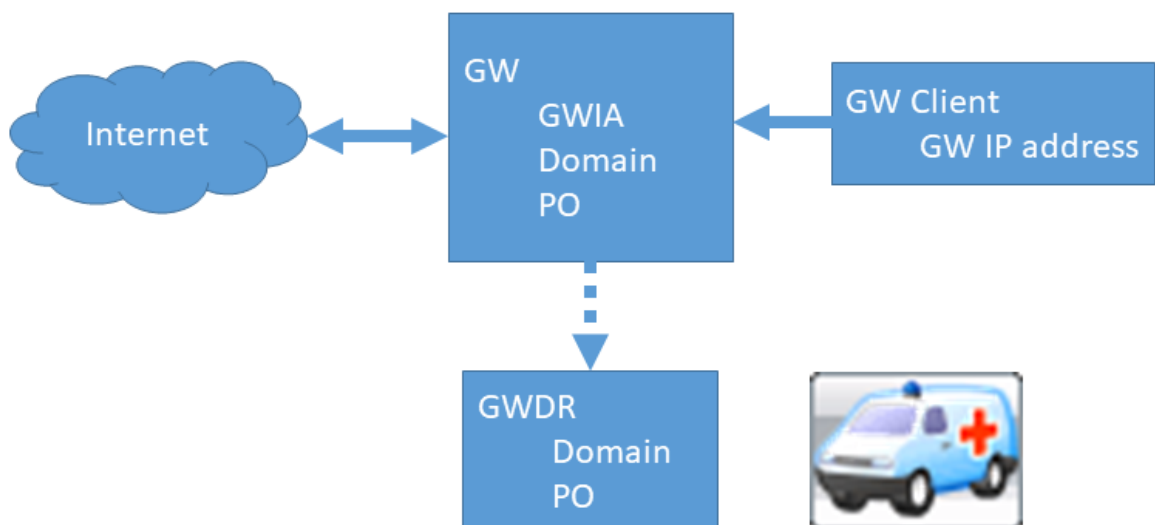 Internet
GW
GWIA
Domain
PO
GW Client
GW IP address
GWDR
Domain
PO